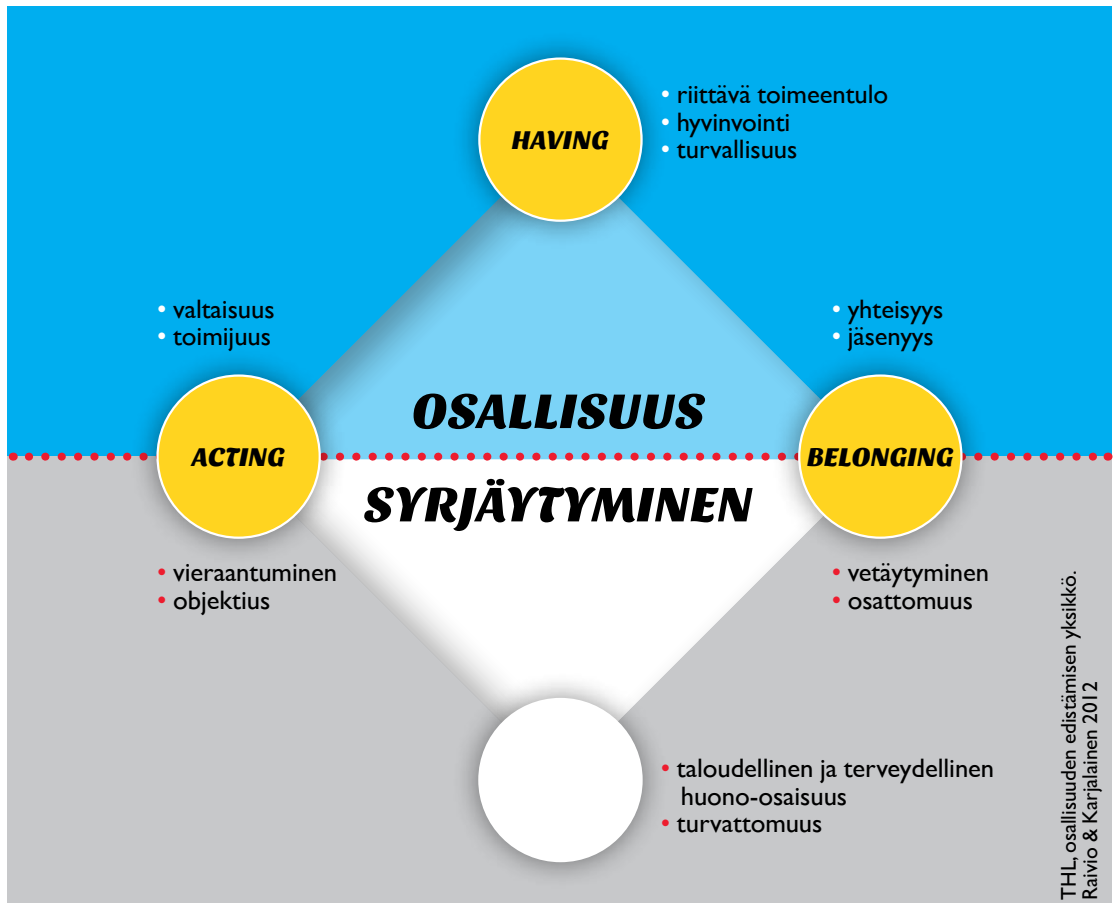 HAVING
• riittävä toimeentulo
• hyvinvointi
• turvallisuus
• valtaisuus
• toimijuus
• yhteisyys
• jäsenyys
OSALLISUUS
ACTING
BELONGING
SYRJÄYTYMINEN
• vieraantuminen
• objektius
• vetäytyminen
• osattomuus
• taloudellinen ja terveydellinen
huono-osaisuus
• turvattomuus
THL, osallisuuden edistämisen yksikkö.
Raivio & Karjalainen 2012